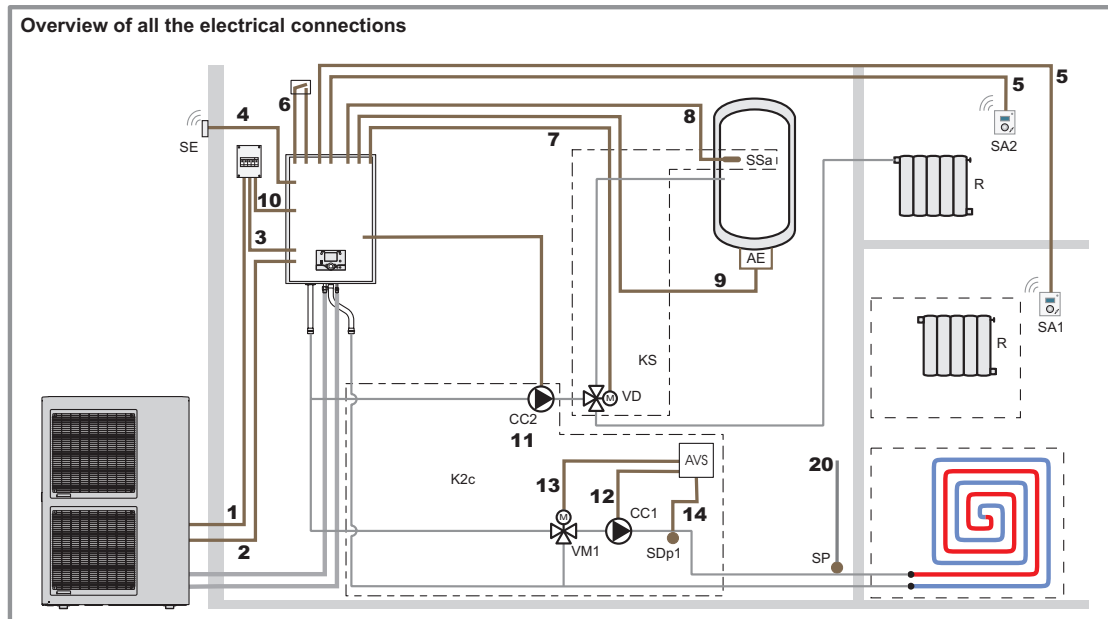 Overview of all the electrical connections
5
5
6
4
8
7
SE
SSa
SA2
R
10
3
AE
9
SA1
R
KS
VD
M
CC2
11
1
2
K2c
13
12
AVS
14
20
M
CC1
VM1
SDp1
SP